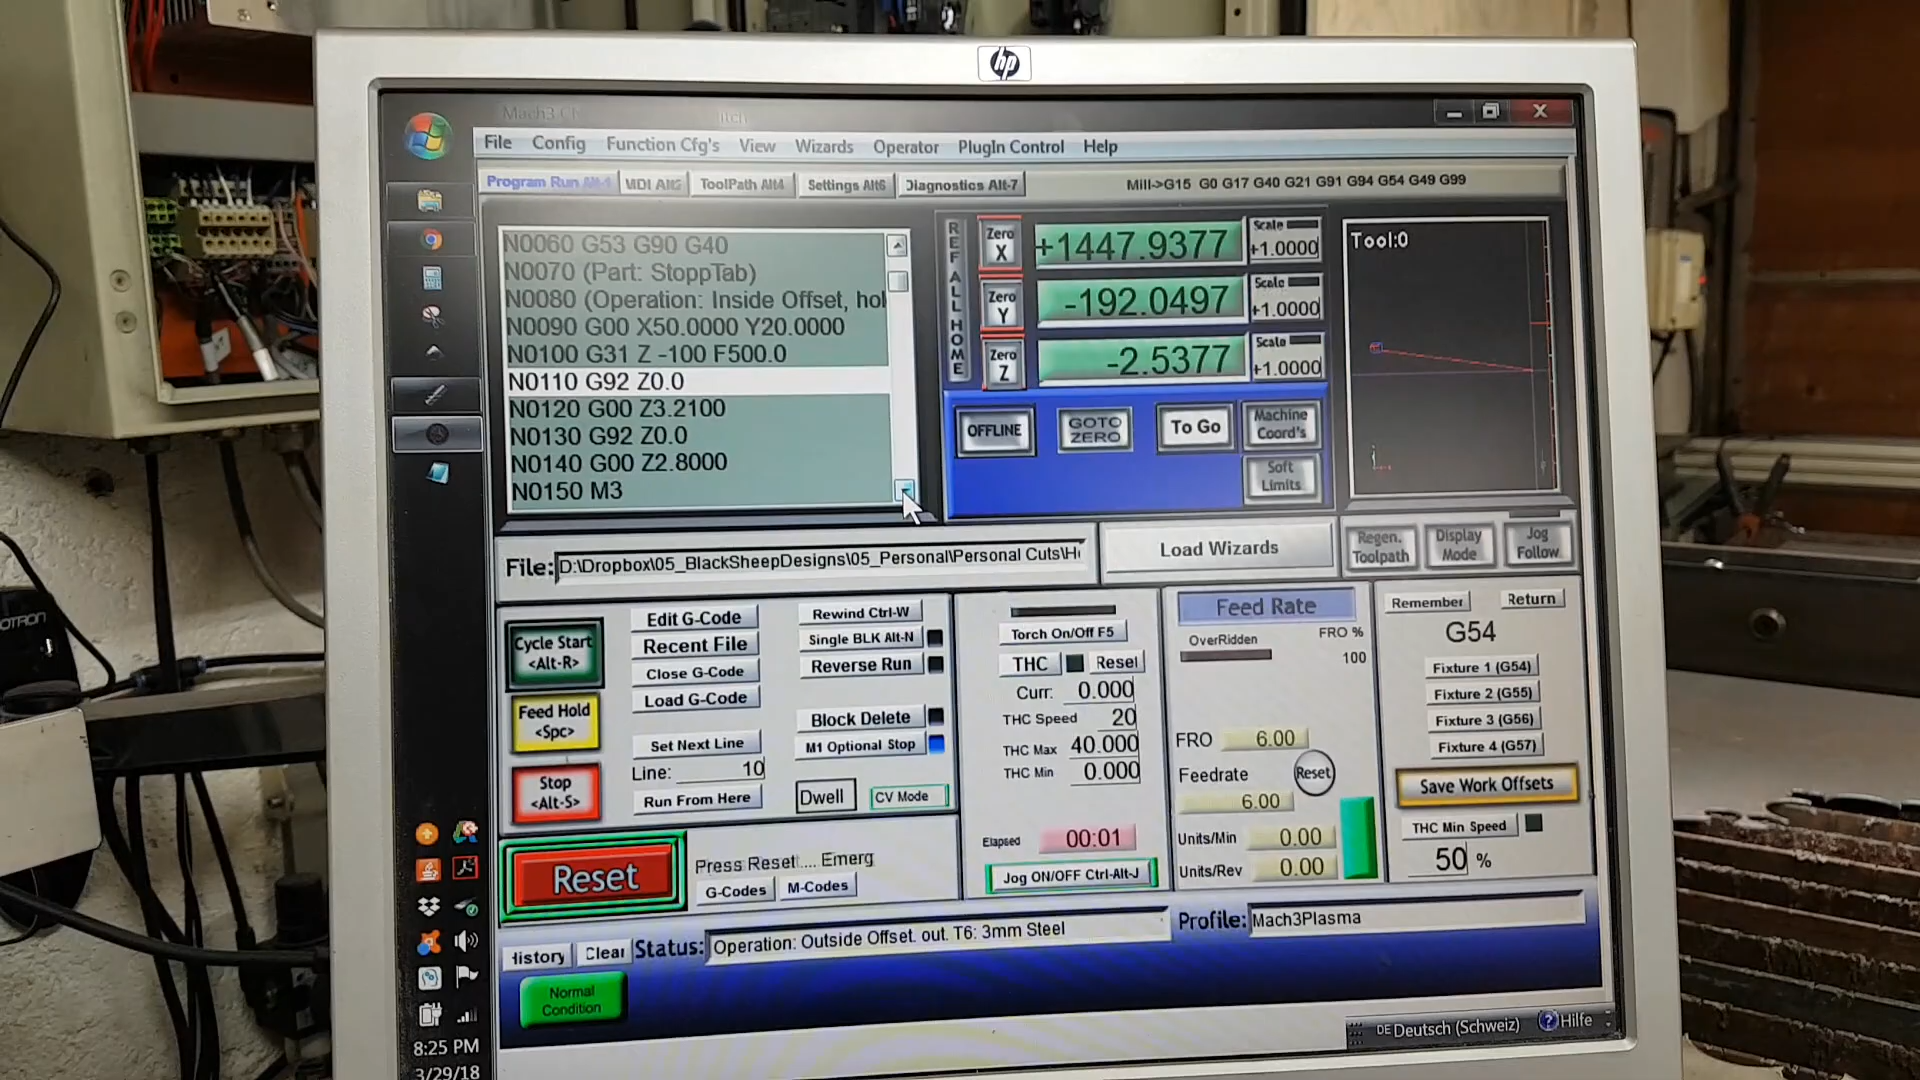 hp
Mach3 C
File Config Function Cfg's View Wizards Operator PlugIn Control Help
Program Run Alt-1 MDI Alt2 ToolPath Alt4 Settings Alt6 Diagnostics Alt-7
Mill->G15 G0 G17 G40 G21 G91 G94 G54 G49 G99
N0060 G53 G90 G40
N0070 (Part: StoppTab)
N0080 (Operation: Inside Offset, hol
N0090 G00 X50.0000 Y20.0000
N0100 G31 Z -100 F500.0
N0110 G92 Z0.0
N0120 G00 Z3.2100
N0130 G92 Z0.0
N0140 G00 Z2.8000
N0150 M3
REF ALL HOME
Zero X +1447.9377 Scale +1.0000
Zero Y -192.0497 Scale +1.0000
Zero Z -2.5377 Scale +1.0000
OFFLINE
GOTO ZERO
To Go
Machine Coord's
Soft Limits
Tool:0
File: D:\Dropbox\05_BlackSheepDesigns\05_Personal\Personal Cuts\H
Load Wizards
Regen. Toolpath
Display Mode
Jog Follow
Cycle Start <Alt-R>
Feed Hold <Spc>
Stop <Alt-S>
Edit G-Code
Recent File
Close G-Code
Load G-Code
Set Next Line
Line: 10
Run From Here
Rewind Ctrl-W
Single BLK Alt-N
Reverse Run
Block Delete
M1 Optional Stop
Dwell
CV Mode
Reset
Press Reset.... Emerg
G-Codes M-Codes
Torch On/Off F5
THC Reset
Curr: 0.000
THC Speed 20
THC Max 40.000
THC Min 0.000
Elapsed 00:01
Jog ON/OFF Ctrl-Alt-J
Feed Rate
OverRidden FRO %
100
FRO 6.00
Feedrate Reset
6.00
Units/Min 0.00
Units/Rev 0.00
Remember Return
G54
Fixture 1 (G54)
Fixture 2 (G55)
Fixture 3 (G56)
Fixture 4 (G57)
Save Work Offsets
THC Min Speed
50 %
History Clear Status: Operation: Outside Offset. out. T6: 3mm Steel
Profile: Mach3Plasma
Normal Condition
DE Deutsch (Schweiz) Hilfe
8:25 PM
3/29/18